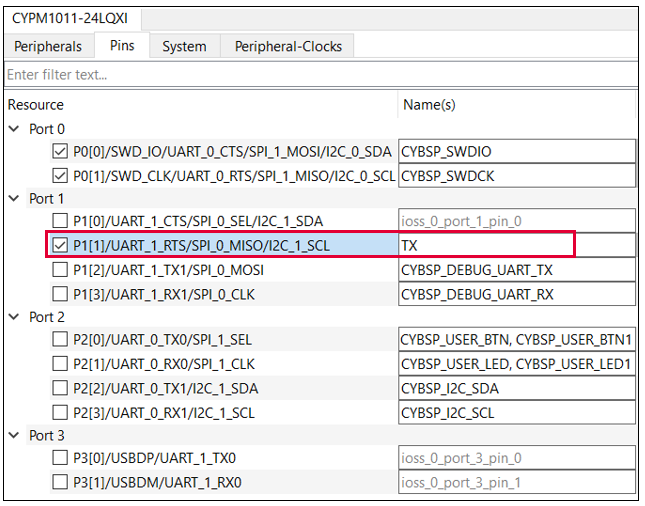 CYPM1011-24LQXI
Peripherals Pins System Peripheral-Clocks
Enter filter text...
Resource Name(s)
Port 0
P0[0]/SWD_IO/UART_0_CTS/SPI_1_MOSI/I2C_0_SDA CYBSP_SWDIO
P0[1]/SWD_CLK/UART_0_RTS/SPI_1_MISO/I2C_0_SCL CYBSP_SWDCK
Port 1
P1[0]/UART_1_CTS/SPI_0_SEL/I2C_1_SDA ioss_0_port_1_pin_0
P1[1]/UART_1_RTS/SPI_0_MISO/I2C_1_SCL TX
P1[2]/UART_1_TX1/SPI_0_MOSI CYBSP_DEBUG_UART_TX
P1[3]/UART_1_RX1/SPI_0_CLK CYBSP_DEBUG_UART_RX
Port 2
P2[0]/UART_0_TX0/SPI_1_SEL CYBSP_USER_BTN, CYBSP_USER_BTN1
P2[1]/UART_0_RX0/SPI_1_CLK CYBSP_USER_LED, CYBSP_USER_LED1
P2[2]/UART_0_TX1/I2C_1_SDA CYBSP_I2C_SDA
P2[3]/UART_0_RX1/I2C_1_SCL CYBSP_I2C_SCL
Port 3
P3[0]/USBDP/UART_1_TX0 ioss_0_port_3_pin_0
P3[1]/USBDM/UART_1_RX0 ioss_0_port_3_pin_1